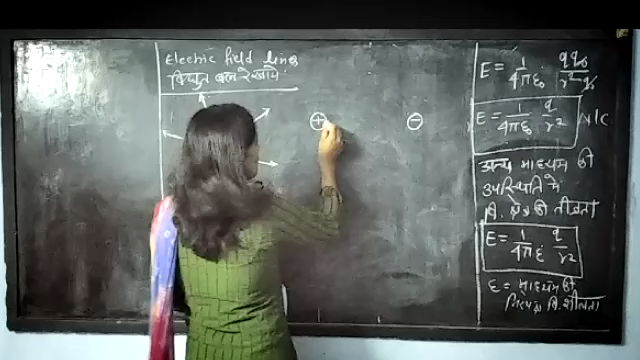 Electric field lines
विद्युत बल रेखायें
+
−
E = 1/4πε₀ qq₀/r²q₀
E = 1/4πε₀ q/r² N/C
अन्य माध्यम की
उपस्थिति में
वि. क्षेत्र की तीव्रता
E = 1/4πε q/r²
ε = माध्यम की
वि.शीलता